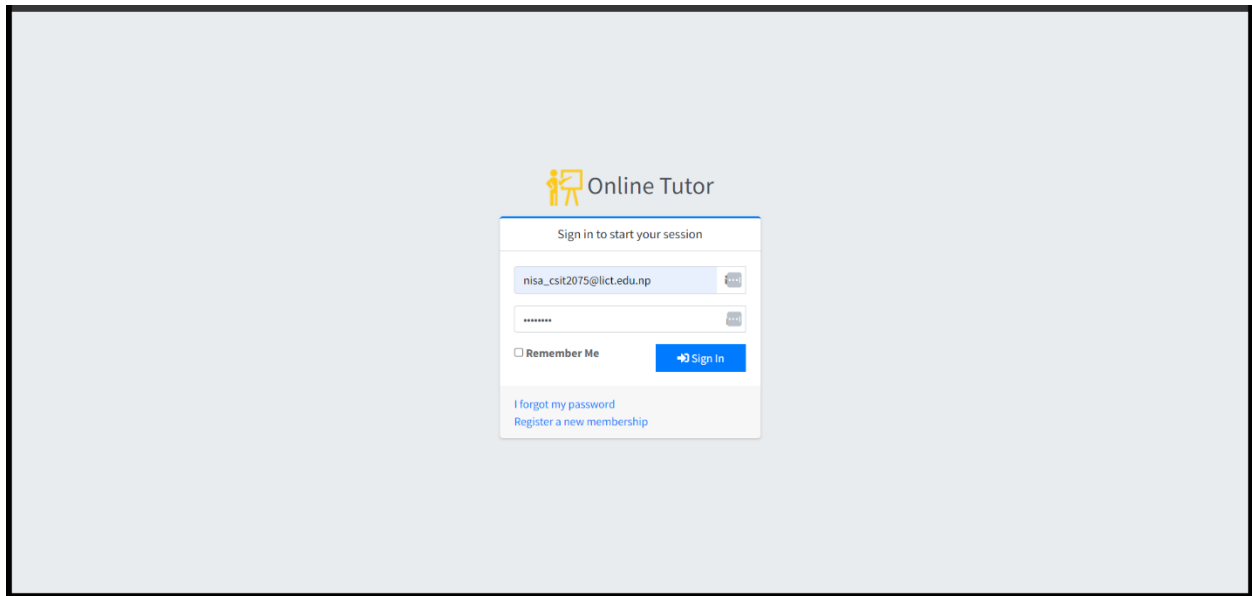 Online Tutor
Sign in to start your session
nisa_csit2075@lict.edu.np
••••••••
Remember Me
Sign In
I forgot my password
Register a new membership